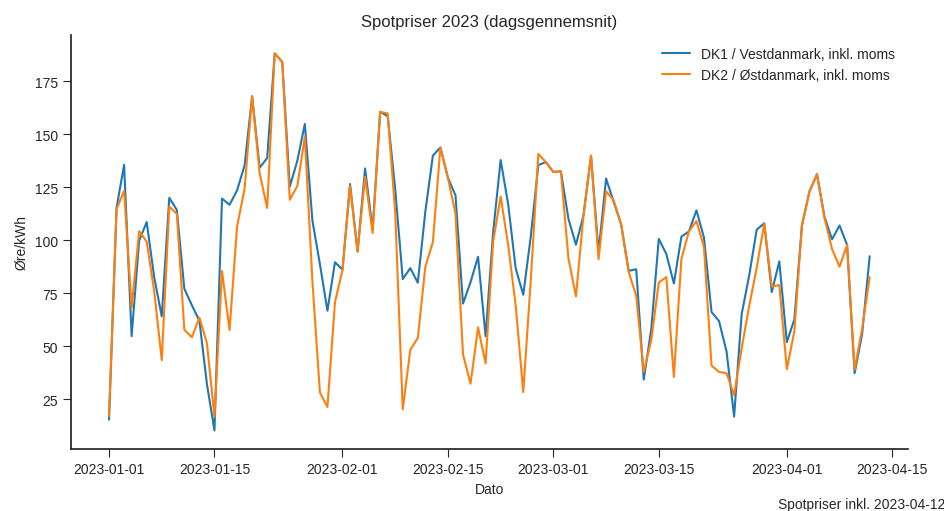 Spotpriser 2023 (dagsgennemsnit)
DK1 / Vestdanmark, inkl. moms
DK2 / Østdanmark, inkl. moms
Øre/kWh
175
150
125
100
75
50
25
2023-01-01 2023-01-15 2023-02-01 2023-02-15 2023-03-01 2023-03-15 2023-04-01 2023-04-15
Dato
Spotpriser inkl. 2023-04-12